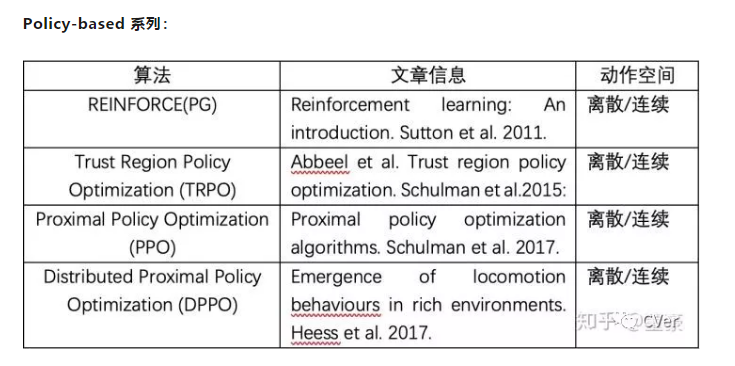 Policy-based 系列：
算法 文章信息 动作空间
REINFORCE(PG) Reinforcement learning: An 离散/连续
introduction. Sutton et al. 2011.
Trust Region Policy Abbeel et al. Trust region policy 离散/连续
Optimization (TRPO) optimization. Schulman et al.2015:
Proximal Policy Optimization Proximal policy optimization 离散/连续
(PPO) algorithms. Schulman et al. 2017.
Distributed Proximal Policy Emergence of locomotion 离散/连续
Optimization (DPPO) behaviours in rich environments.
Heess et al. 2017.
知乎 CVer